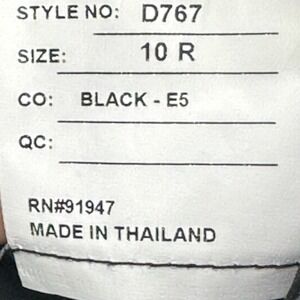 STYLE NO: D767
SIZE: 10 R
CO: BLACK - E5
QC:
RN#91947
MADE IN THAILAND